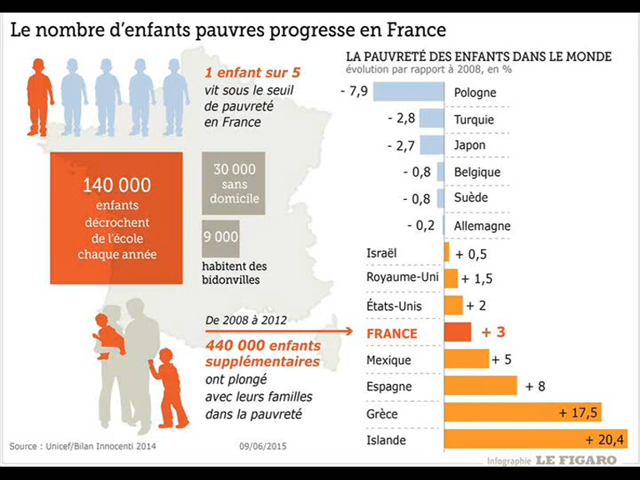 Le nombre d'enfants pauvres progresse en France
1 enfant sur 5
vit sous le seuil
de pauvreté
en France
140 000
enfants
décrochent
de l'école
chaque année
30 000
sans
domicile
9 000
habitent des
bidonvilles
De 2008 à 2012
440 000 enfants
supplémentaires
ont plongé
avec leurs familles
dans la pauvreté
LA PAUVRETÉ DES ENFANTS DANS LE MONDE
évolution par rapport à 2008, en %
- 7,9 Pologne
- 2,8 Turquie
- 2,7 Japon
- 0,8 Belgique
- 0,8 Suède
- 0,2 Allemagne
Israël + 0,5
Royaume-Uni + 1,5
États-Unis + 2
FRANCE + 3
Mexique + 5
Espagne + 8
Grèce + 17,5
Islande + 20,4
Source : Unicef/Bilan Innocenti 2014 09/06/2015
Infographie LE FIGARO